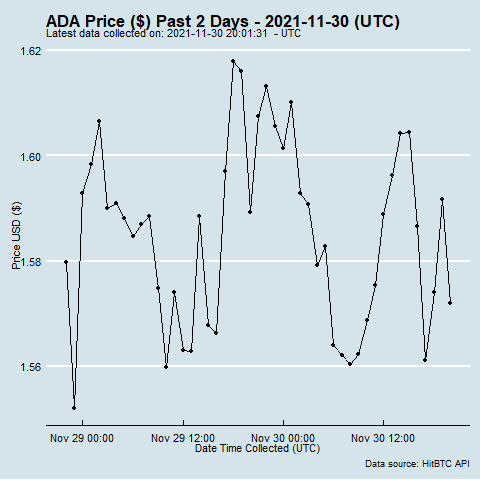 ADA Price ($) Past 2 Days - 2021-11-30 (UTC)
Latest data collected on: 2021-11-30 20:01:31 - UTC
1.62
1.60
1.58
1.56
Price USD ($)
Nov 29 00:00 Nov 29 12:00 Nov 30 00:00 Nov 30 12:00
Date Time Collected (UTC)
Data source: HitBTC API